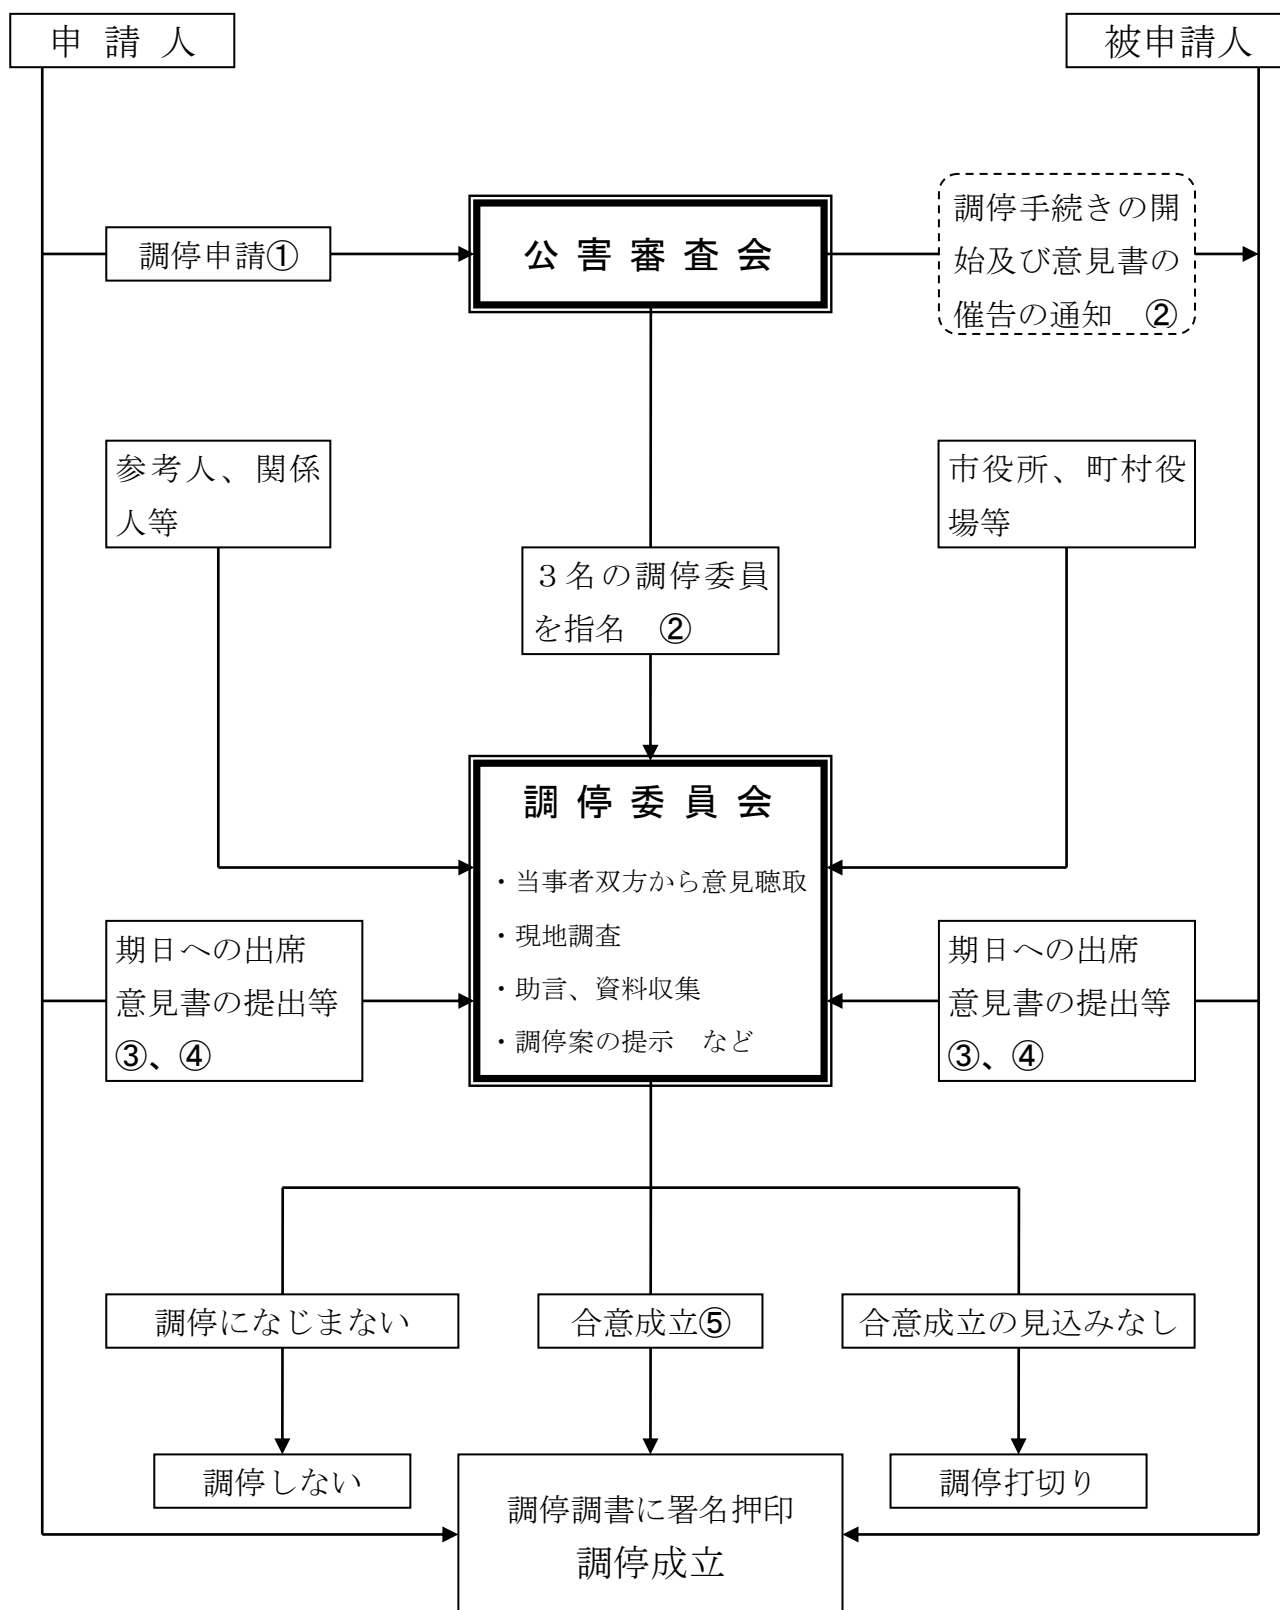 申請人
被申請人
調停申請①
公害審査会
調停手続きの開
始及び意見書の
催告の通知　②
参考人、関係
人等
市役所、町村役
場等
３名の調停委員
を指名　②
調停委員会
・当事者双方から意見聴取
・現地調査
・助言、資料収集
・調停案の提示　など
期日への出席
意見書の提出等
③、④
期日への出席
意見書の提出等
③、④
調停になじまない
合意成立⑤
合意成立の見込みなし
調停しない
調停調書に署名押印
調停成立
調停打切り